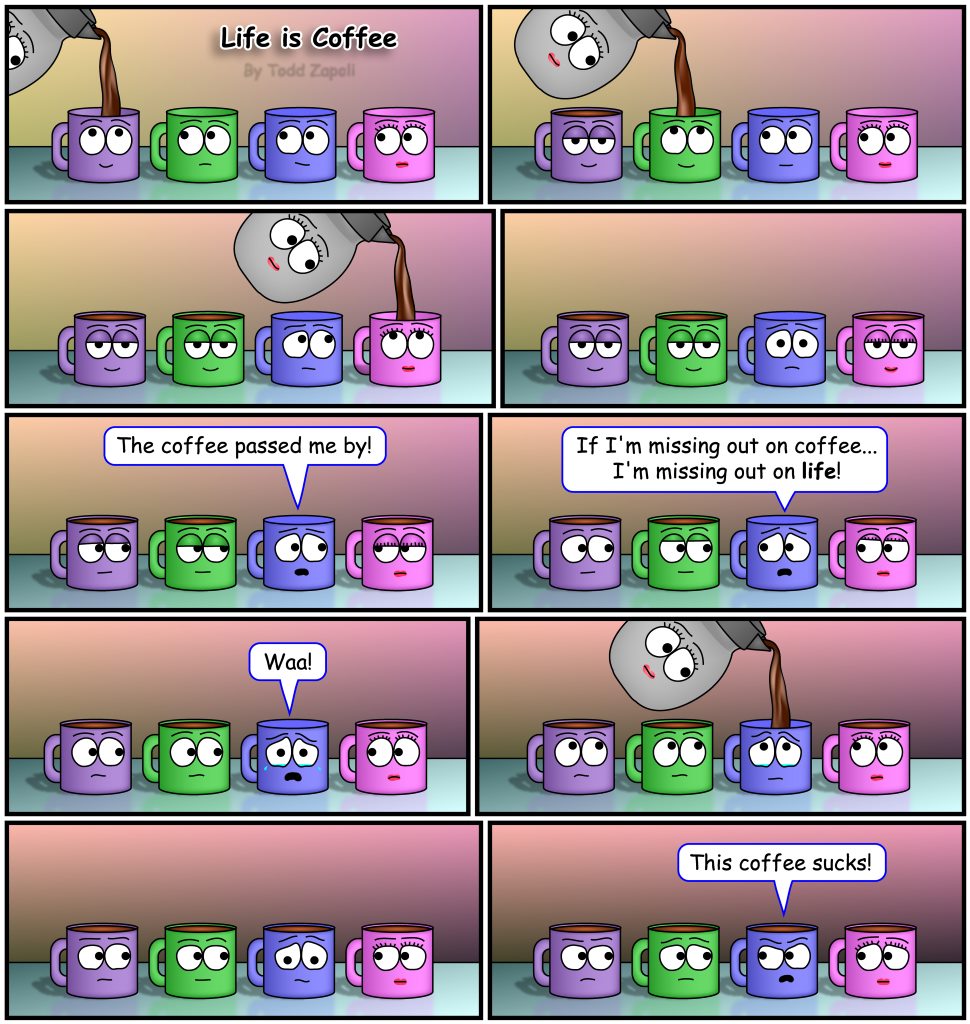 Life is Coffee
By Todd Zapoli
The coffee passed me by!
If I'm missing out on coffee...
I'm missing out on life!
Waa!
This coffee sucks!